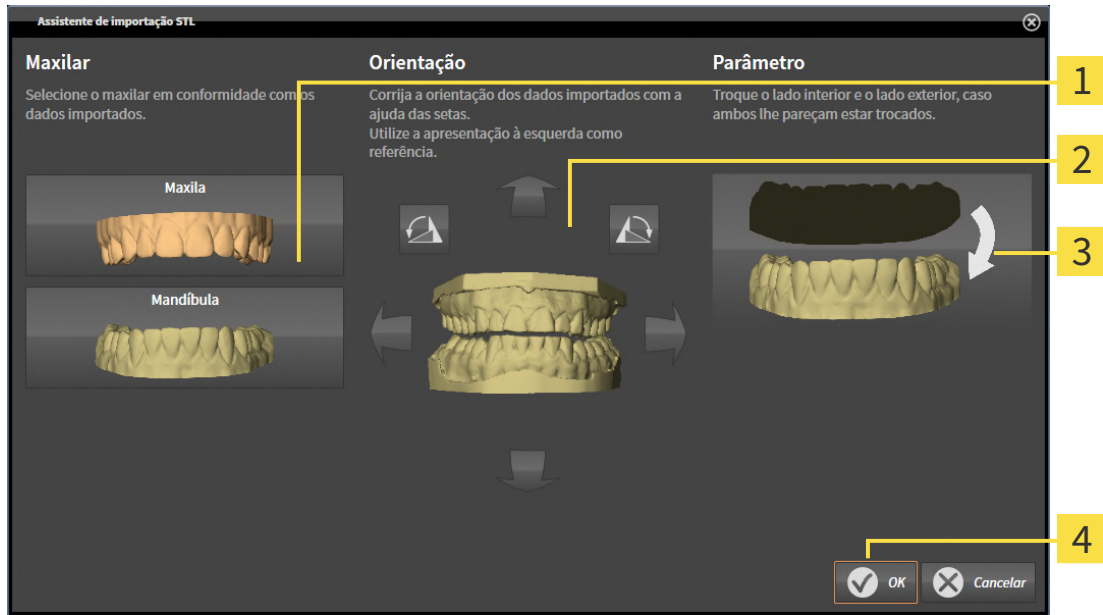 Assistente de importação STL
Maxilar
Selecione o maxilar em conformidade com os
dados importados.
Maxila
Mandíbula
Orientação
Corrija a orientação dos dados importados com a
ajuda das setas.
Utilize a apresentação à esquerda como
referência.
Parâmetro
Troque o lado interior e o lado exterior, caso
ambos lhe pareçam estar trocados.
OK
Cancelar
1
2
3
4